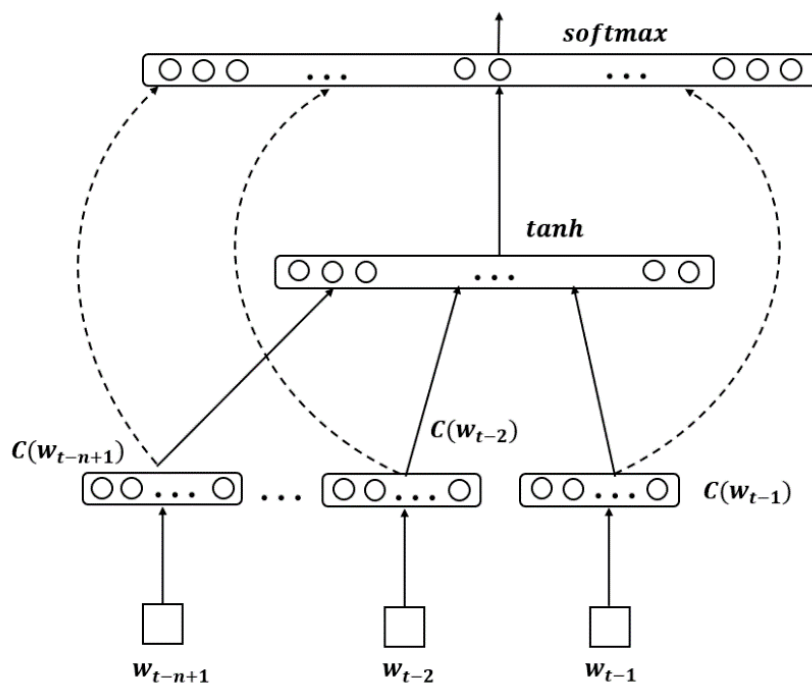 softmax
...
...
tanh
...
C(w_{t-n+1})
C(w_{t-2})
...
...
...
...
C(w_{t-1})
w_{t-n+1}
w_{t-2}
w_{t-1}